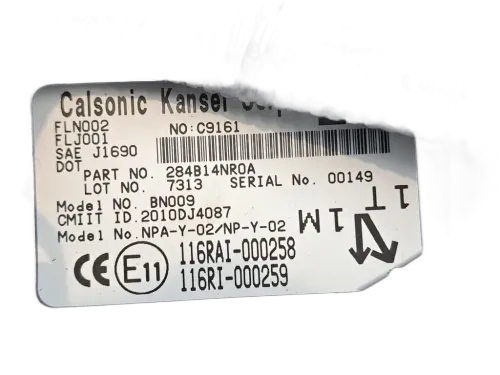 Calsonic Kansei
FLN002 NO:C9161
FLJ001
SAE J1690
DOT
PART NO. 284B14NR0A
LOT NO. 7313 SERIAL No. 00149
Model NO. BN009
CMIIT ID.2010DJ4087
Model No.NPA-Y-02/NP-Y-02
CE E11 116RAI-000258
116RI-000259
1T
1M